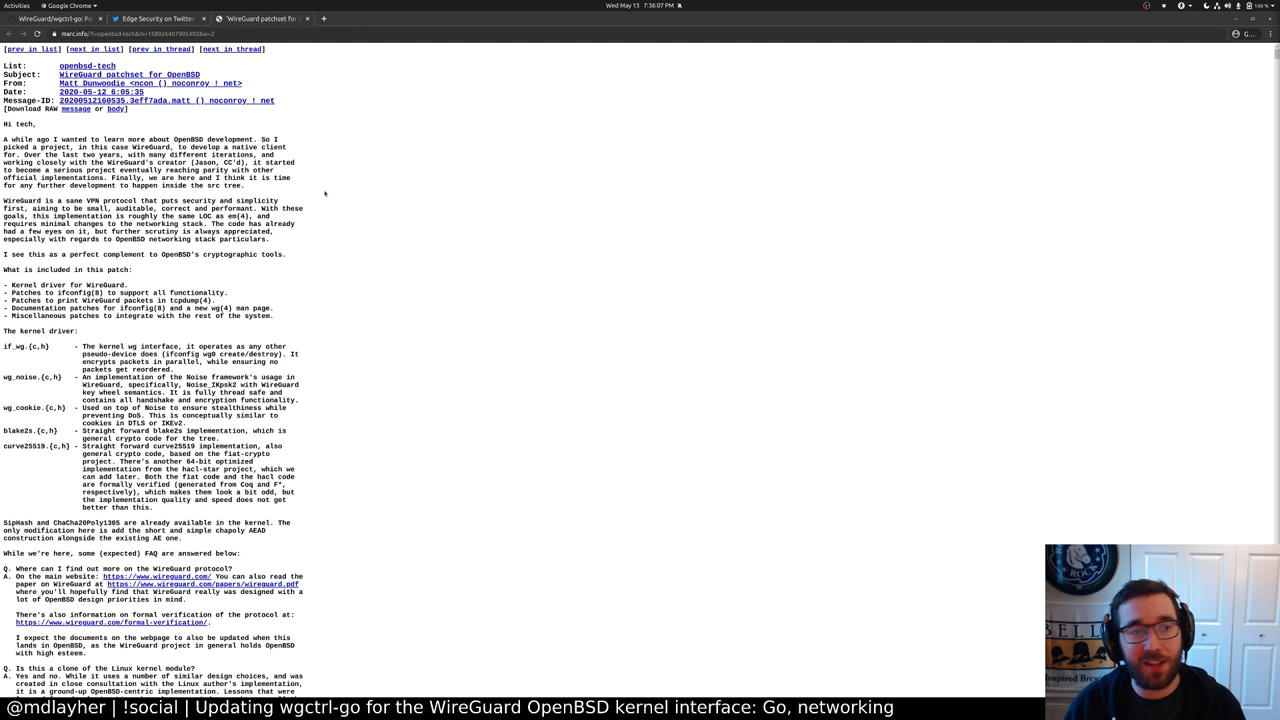 Activities
Google Chrome
Wed May 13 7:36:07 PM
100 %
WireGuard/wgctrl-go: Pa
Edge Security on Twitter
'WireGuard patchset for
marc.info/?l=openbsd-tech&m=158926407905492&w=2
G...
[prev in list] [next in list] [prev in thread] [next in thread]
List: openbsd-tech
Subject: WireGuard patchset for OpenBSD
From: Matt Dunwoodie <ncon () noconroy ! net>
Date: 2020-05-12 6:05:35
Message-ID: 20200512160535.3eff7ada.matt () noconroy ! net
[Download RAW message or body]
Hi tech,
A while ago I wanted to learn more about OpenBSD development. So I
picked a project, in this case WireGuard, to develop a native client
for. Over the last two years, with many different iterations, and
working closely with the WireGuard's creator (Jason, CC'd), it started
to become a serious project eventually reaching parity with other
official implementations. Finally, we are here and I think it is time
for any further development to happen inside the src tree.
WireGuard is a sane VPN protocol that puts security and simplicity
first, aiming to be small, auditable, correct and performant. With these
goals, this implementation is roughly the same LOC as em(4), and
requires minimal changes to the networking stack. The code has already
had a few eyes on it, but further scrutiny is always appreciated,
especially with regards to OpenBSD networking stack particulars.
I see this as a perfect complement to OpenBSD's cryptographic tools.
What is included in this patch:
- Kernel driver for WireGuard.
- Patches to ifconfig(8) to support all functionality.
- Patches to print WireGuard packets in tcpdump(4).
- Documentation patches for ifconfig(8) and a new wg(4) man page.
- Miscellaneous patches to integrate with the rest of the system.
The kernel driver:
if_wg.{c,h} - The kernel wg interface, it operates as any other
pseudo-device does (ifconfig wg0 create/destroy). It
encrypts packets in parallel, while ensuring no
packets get reordered.
wg_noise.{c,h} - An implementation of the Noise framework's usage in
WireGuard, specifically, Noise_IKpsk2 with WireGuard
key wheel semantics. It is fully thread safe and
contains all handshake and encryption functionality.
wg_cookie.{c,h} - Used on top of Noise to ensure stealthiness while
preventing DoS. This is conceptually similar to
cookies in DTLS or IKEv2.
blake2s.{c,h} - Straight forward blake2s implementation, which is
general crypto code for the tree.
curve25519.{c,h} - Straight forward curve25519 implementation, also
general crypto code, based on the fiat-crypto
project. There's another 64-bit optimized
implementation from the hacl-star project, which we
can add later. Both the fiat code and the hacl code
are formally verified (generated from Coq and F*,
respectively), which makes them look a bit odd, but
the implementation quality and speed does not get
better than this.
SipHash and ChaCha20Poly1305 are already available in the kernel. The
only modification here is add the short and simple chapoly AEAD
construction alongside the existing AE one.
While we're here, some (expected) FAQ are answered below:
Q. Where can I find out more on the WireGuard protocol?
A. On the main website: https://www.wireguard.com/ You can also read the
paper on WireGuard at https://www.wireguard.com/papers/wireguard.pdf
where you'll hopefully find that WireGuard really was designed with a
lot of OpenBSD design priorities in mind.
There's also information on formal verification of the protocol at:
https://www.wireguard.com/formal-verification/.
I expect the documents on the webpage to also be updated when this
lands in OpenBSD, as the WireGuard project in general holds OpenBSD
with high esteem.
Q. Is this a clone of the Linux kernel module?
A. Yes and no. While it uses a number of similar design choices, and was
created in close consultation with the Linux author's implementation,
it is a ground-up OpenBSD-centric implementation. Lessons that were
BELL
Inspired Brewing
@mdlayher | !social | Updating wgctrl-go for the WireGuard OpenBSD kernel interface: Go, networking